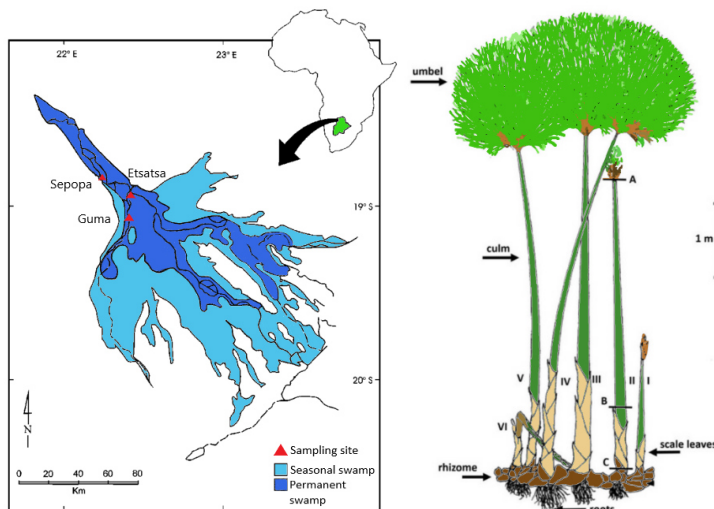 22°E
23°E
Sepopa
Etsatsa
Guma
19°S
20°S
N
0 20 40 60 80
Km
Sampling site
Seasonal swamp
Permanent
swamp
umbel
A
culm
1 m
V
IV
III
II
I
B
VI
C
scale leaves
rhizome
roots